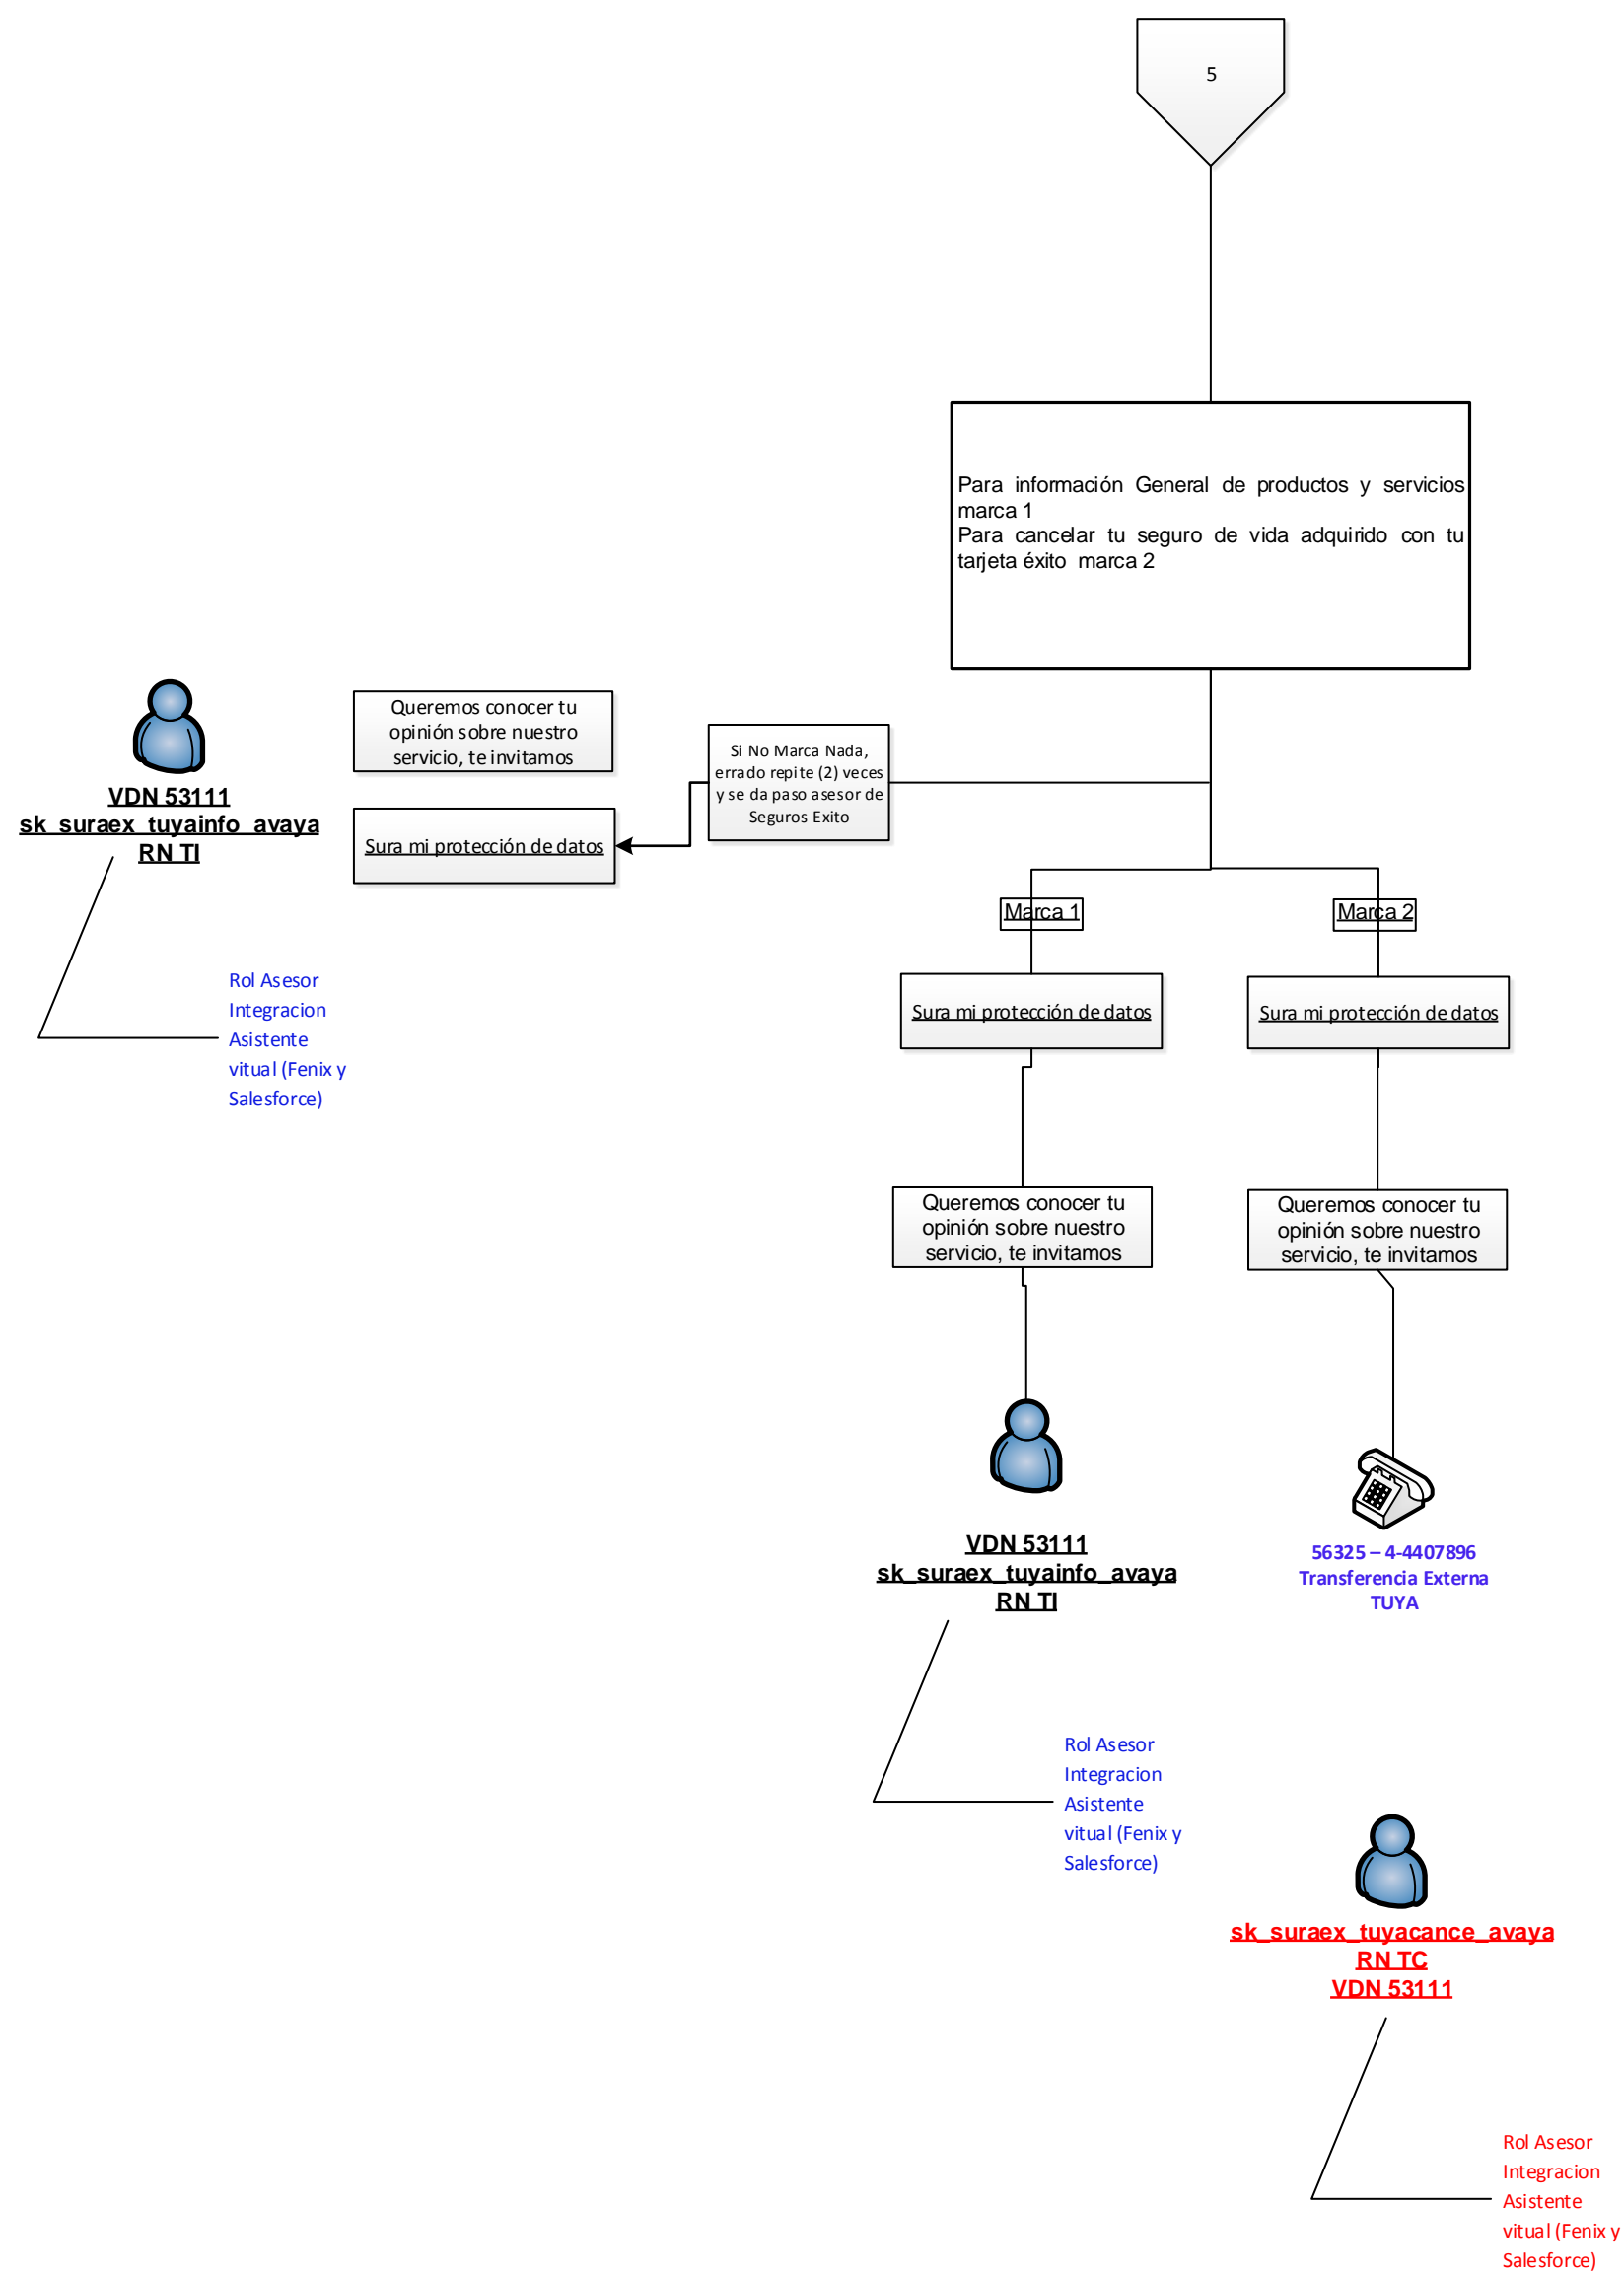 5
Para información General de productos y servicios
marca 1
Para cancelar tu seguro de vida adquirido con tu
tarjeta éxito marca 2
Queremos conocer tu
opinión sobre nuestro
servicio, te invitamos
Si No Marca Nada,
errado repite (2) veces
y se da paso asesor de
Seguros Exito
VDN 53111
sk_suraex_tuyainfo_avaya
RN TI
Sura mi protección de datos
Rol Asesor
Integracion
Asistente
vitual (Fenix y
Salesforce)
Marca 1
Marca 2
Sura mi protección de datos
Sura mi protección de datos
Queremos conocer tu
opinión sobre nuestro
servicio, te invitamos
Queremos conocer tu
opinión sobre nuestro
servicio, te invitamos
VDN 53111
sk_suraex_tuyainfo_avaya
RN TI
56325 – 4-4407896
Transferencia Externa
TUYA
Rol Asesor
Integracion
Asistente
vitual (Fenix y
Salesforce)
sk_suraex_tuyacance_avaya
RN TC
VDN 53111
Rol Asesor
Integracion
Asistente
vitual (Fenix y
Salesforce)